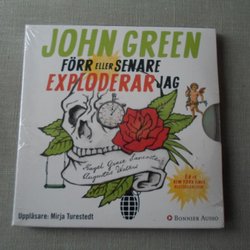 JOHN GREEN
FÖRR ELLER SENARE
EXPLODERAR JAG
Hazel Grace Lancaster
Augustus Waters
Uppläsare: Mirja Turestedt
BONNIER AUDIO